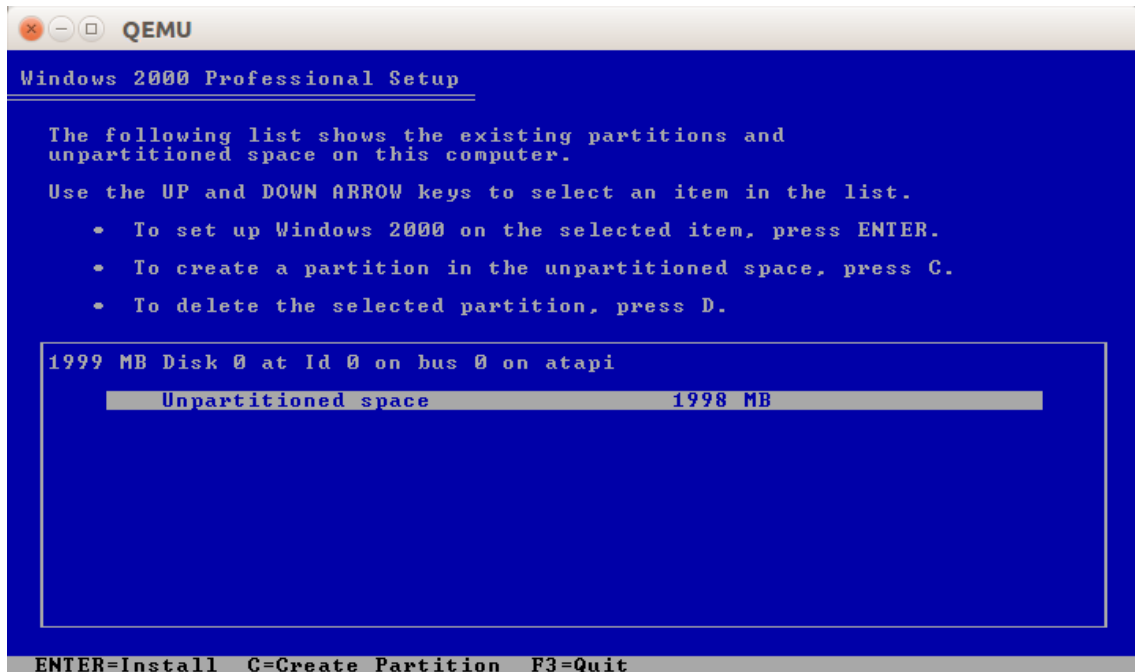 QEMU
Windows 2000 Professional Setup
The following list shows the existing partitions and
unpartitioned space on this computer.
Use the UP and DOWN ARROW keys to select an item in the list.
• To set up Windows 2000 on the selected item, press ENTER.
• To create a partition in the unpartitioned space, press C.
• To delete the selected partition, press D.
1999 MB Disk 0 at Id 0 on bus 0 on atapi
Unpartitioned space 1998 MB
ENTER=Install C=Create Partition F3=Quit